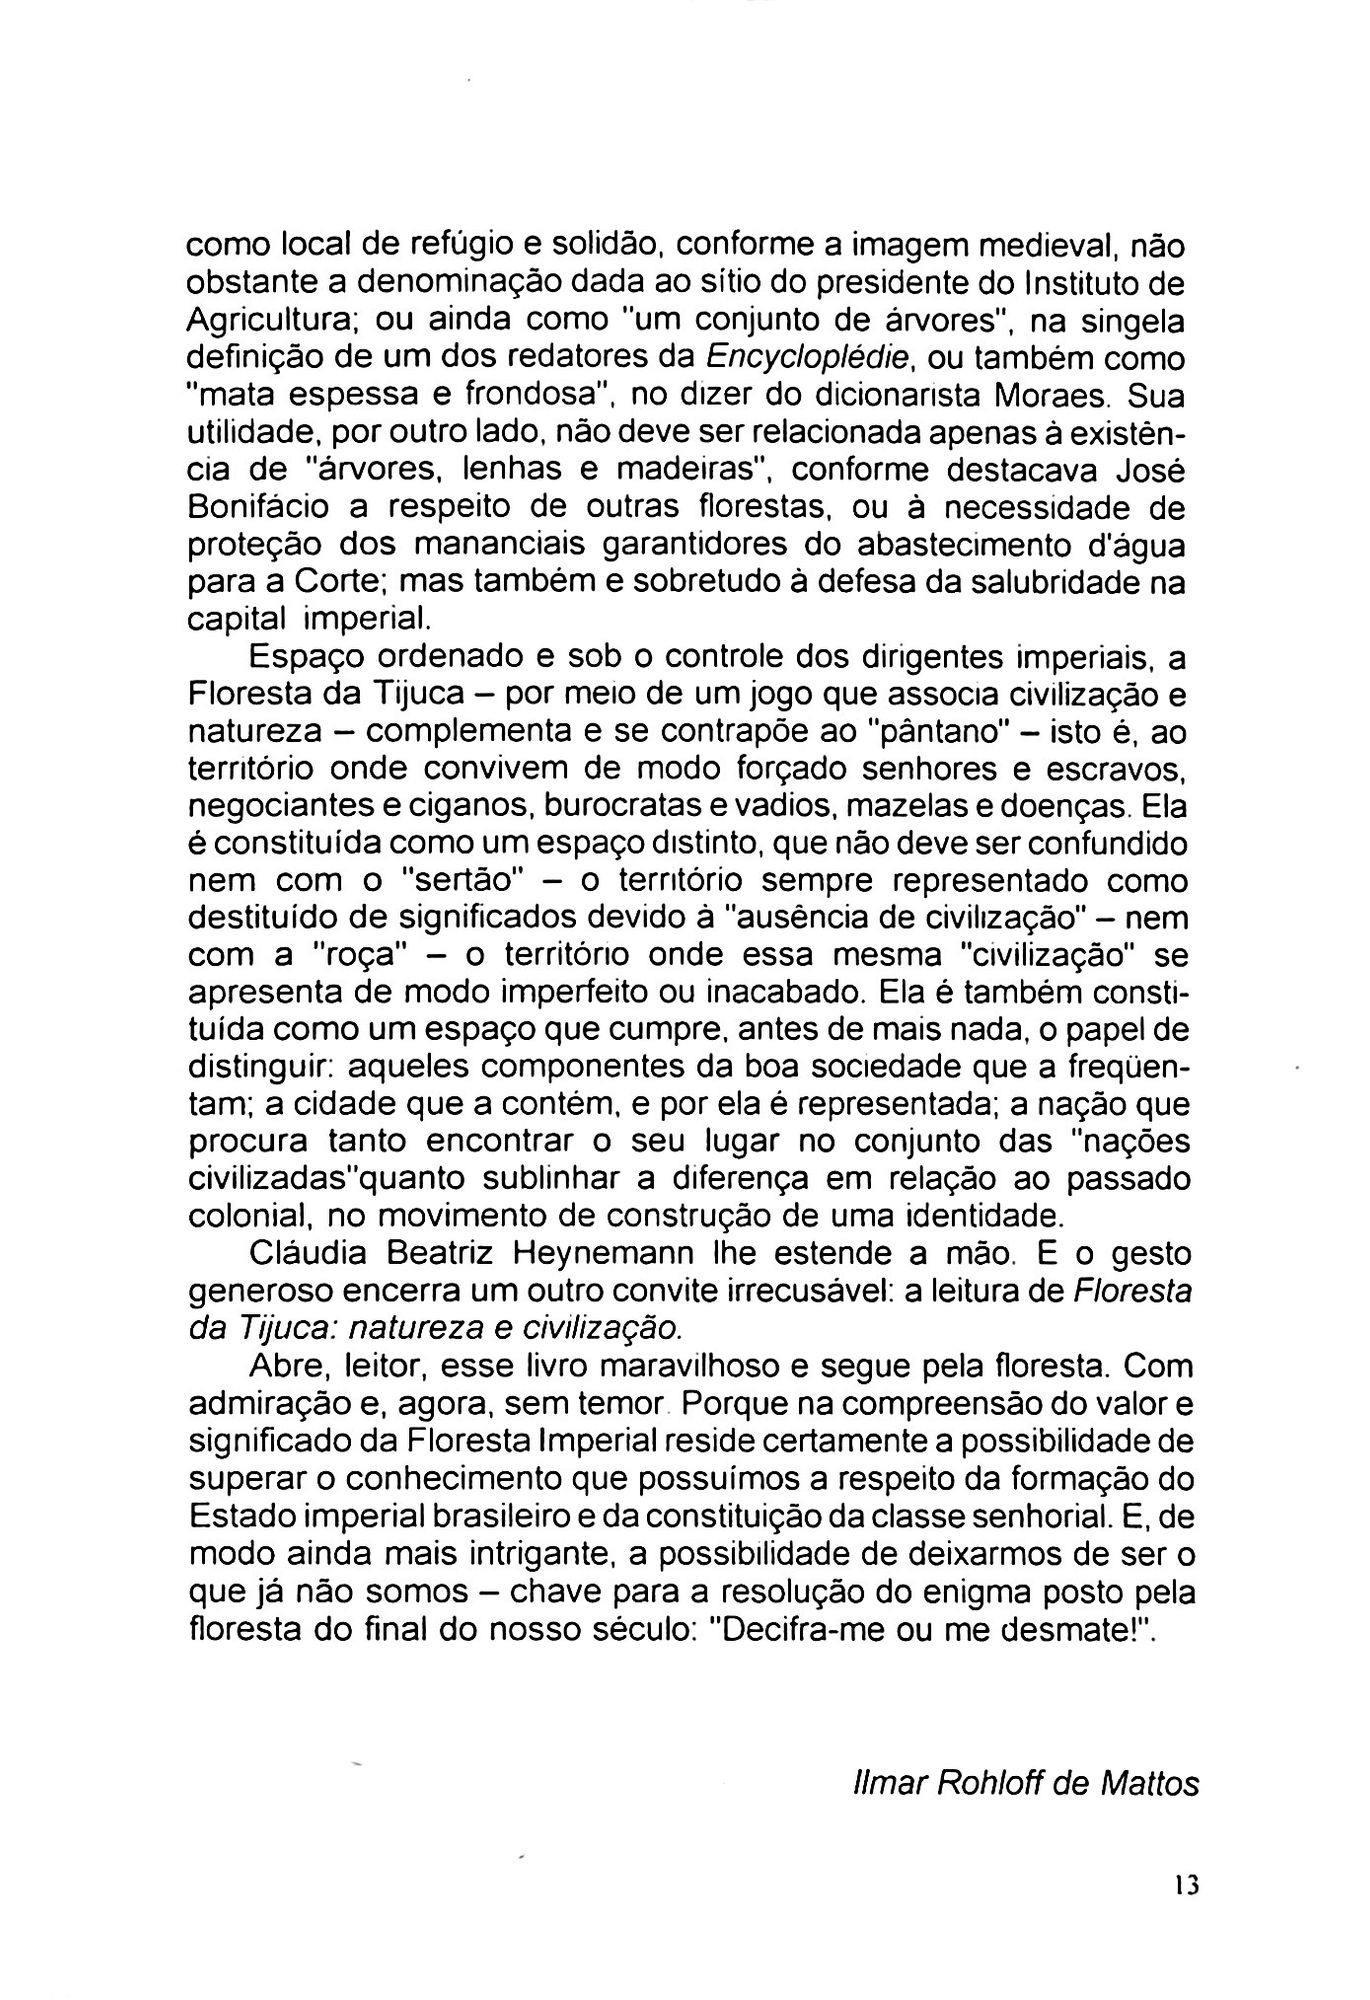 como local de refúgio e solidão, conforme a imagem medieval, não
obstante a denominação dada ao sítio do presidente do Instituto de
Agricultura; ou ainda como "um conjunto de árvores", na singela
definição de um dos redatores da Encycloplédie, ou também como
"mata espessa e frondosa", no dizer do dicionarista Moraes. Sua
utilidade, por outro lado, não deve ser relacionada apenas à existên-
cia de "árvores, lenhas e madeiras", conforme destacava José
Bonifácio a respeito de outras florestas, ou à necessidade de
proteção dos mananciais garantidores do abastecimento d'água
para a Corte; mas também e sobretudo à defesa da salubridade na
capital imperial.
Espaço ordenado e sob o controle dos dirigentes imperiais, a
Floresta da Tijuca – por meio de um jogo que associa civilização e
natureza – complementa e se contrapõe ao "pântano" – isto é, ao
território onde convivem de modo forçado senhores e escravos,
negociantes e ciganos, burocratas e vadios, mazelas e doenças. Ela
é constituída como um espaço distinto, que não deve ser confundido
nem com o "sertão" – o território sempre representado como
destituído de significados devido à "ausência de civilização" – nem
com a "roça" – o território onde essa mesma "civilização" se
apresenta de modo imperfeito ou inacabado. Ela é também consti-
tuída como um espaço que cumpre, antes de mais nada, o papel de
distinguir: aqueles componentes da boa sociedade que a freqüen-
tam; a cidade que a contém, e por ela é representada; a nação que
procura tanto encontrar o seu lugar no conjunto das "nações
civilizadas"quanto sublinhar a diferença em relação ao passado
colonial, no movimento de construção de uma identidade.
Cláudia Beatriz Heynemann lhe estende a mão. E o gesto
generoso encerra um outro convite irrecusável: a leitura de Floresta
da Tijuca: natureza e civilização.
Abre, leitor, esse livro maravilhoso e segue pela floresta. Com
admiração e, agora, sem temor. Porque na compreensão do valor e
significado da Floresta Imperial reside certamente a possibilidade de
superar o conhecimento que possuímos a respeito da formação do
Estado imperial brasileiro e da constituição da classe senhorial. E, de
modo ainda mais intrigante, a possibilidade de deixarmos de ser o
que já não somos – chave para a resolução do enigma posto pela
floresta do final do nosso século: "Decifra-me ou me desmate!".
Ilmar Rohloff de Mattos
13